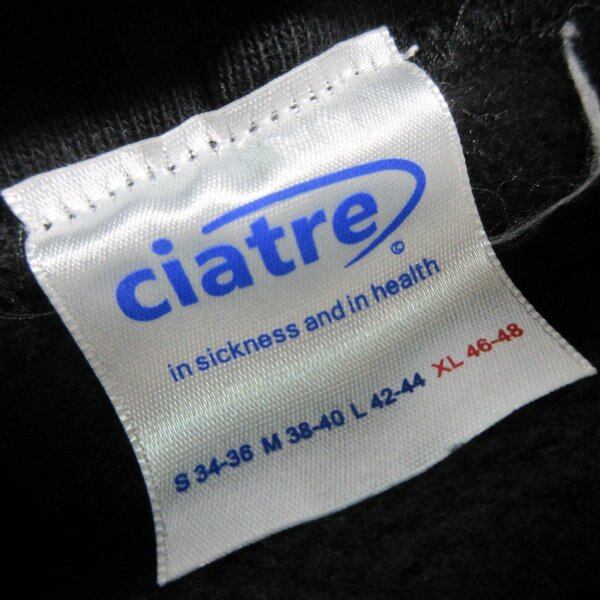 ciatre ©
in sickness and in health
S 34-36 M 38-40 L 42-44 XL 46-48